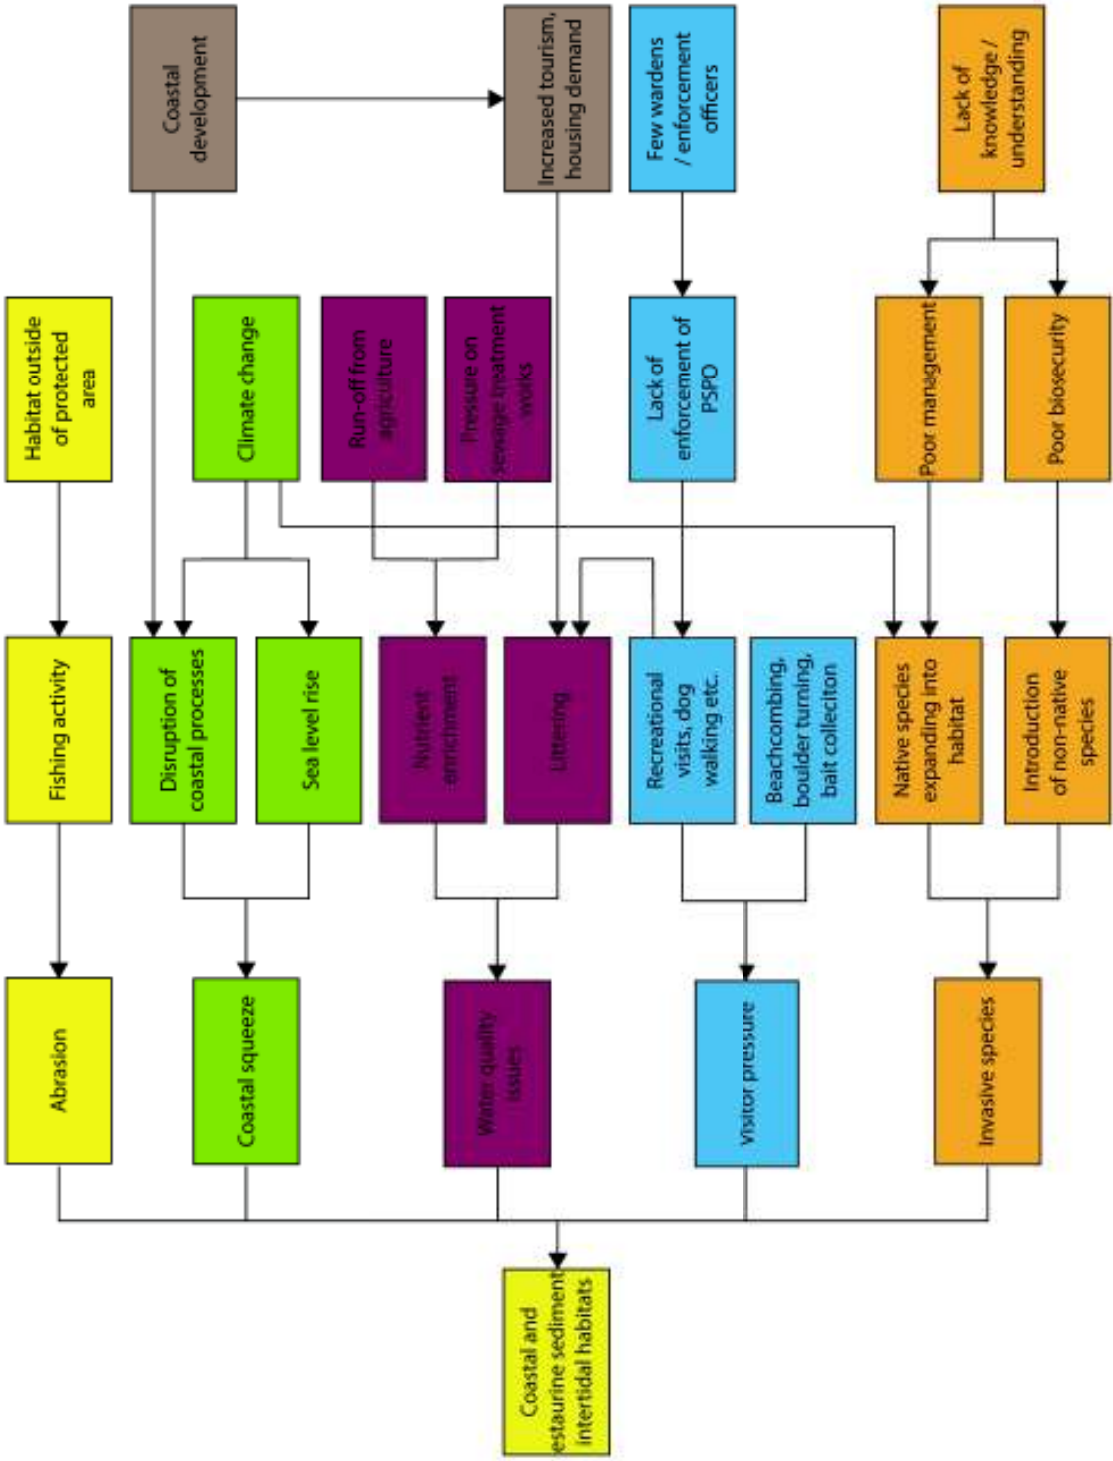 Abrasion
Fishing activity
Habitat outside
of protected
area
Disruption of
coastal processes
Coastal
development
Coastal squeeze
Climate change
Sea level rise
Run-off from
agriculture
Nutrient
enrichment
Water quality
issues
Pressure on
sewage treatment
works
Coastal and
estaurine sediment
intertidal habitats
Littering
Increased tourism,
housing demand
Recreational
visits, dog
walking etc.
Lack of
enforcement of
PSPO
Few wardens
/ enforcement
officers
Visitor pressure
Beachcombing,
boulder turning,
bait colleciton
Native species
expanding into
habitat
Poor management
Invasive species
Lack of
knowledge /
understanding
Introduction
of non-native
species
Poor biosecurity